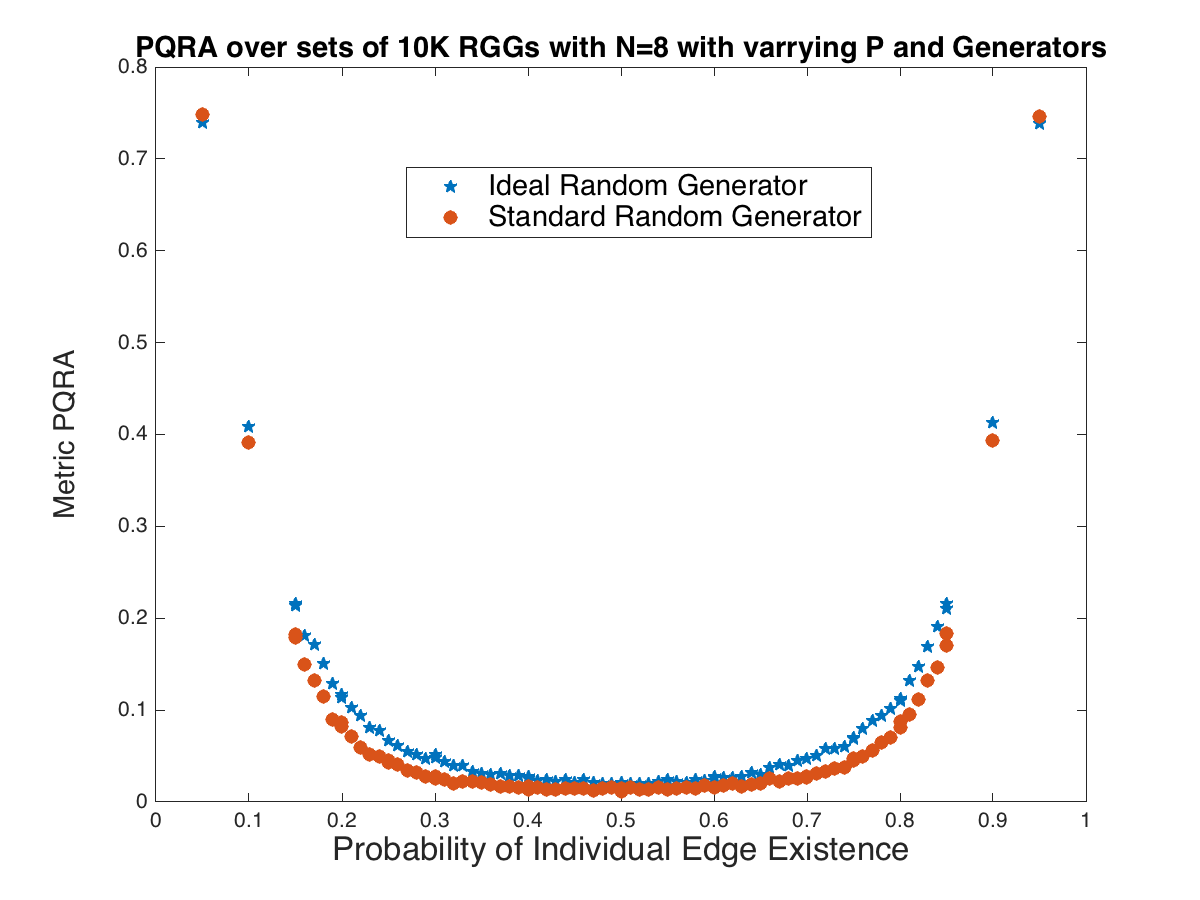 PQRA over sets of 10K RGGs with N=8 with varrying P and Generators
0.8
0.7
0.6
0.5
0.4
0.3
0.2
0.1
0
Metric PQRA
Ideal Random Generator
Standard Random Generator
0 0.1 0.2 0.3 0.4 0.5 0.6 0.7 0.8 0.9 1
Probability of Individual Edge Existence